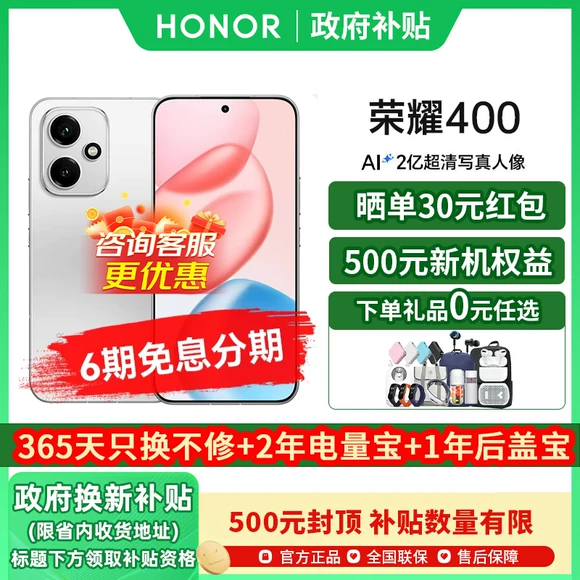 HONOR | 政府补贴
荣耀400
AI 2亿超清写真人像
晒单30元红包
500元新机权益
下单礼品0元任选
咨询客服
更优惠
6期免息分期
365天只换不修+2年电量宝+1年后盖宝
政府换新补贴
(限省内收货地址)
标题下方领取补贴资格
500元封顶 补贴数量有限
官方正品 全国联保 售后保障